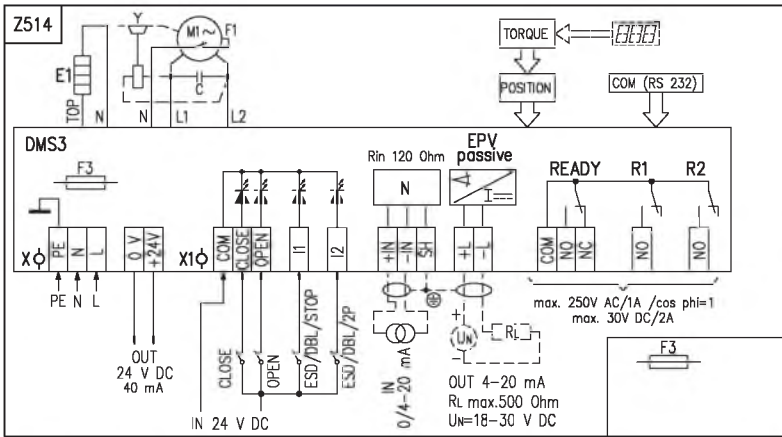 Z514
Y
M1~
F1
E1
C
TOP
N
N
L1
L2
TORQUE
POSITION
COM (RS 232)
DMS3
F3
Rin 120 Ohm
N
EPV
passive
I
READY
R1
R2
X
PE
N
L
0 V
+24V
X1
COM
CLOSE
OPEN
I1
I2
+IN
-IN
SH
+L
-L
COM
NO
NC
NO
NO
PE N L
OUT
24 V DC
40 mA
CLOSE
OPEN
ESD/DBL/STOP
ESD/DBL/2P
IN 24 V DC
IN
0/4-20 mA
+
UN
-
RL
OUT 4-20 mA
RL max.500 Ohm
UN=18-30 V DC
max. 250V AC/1A /cos phi=1
max. 30V DC/2A
F3